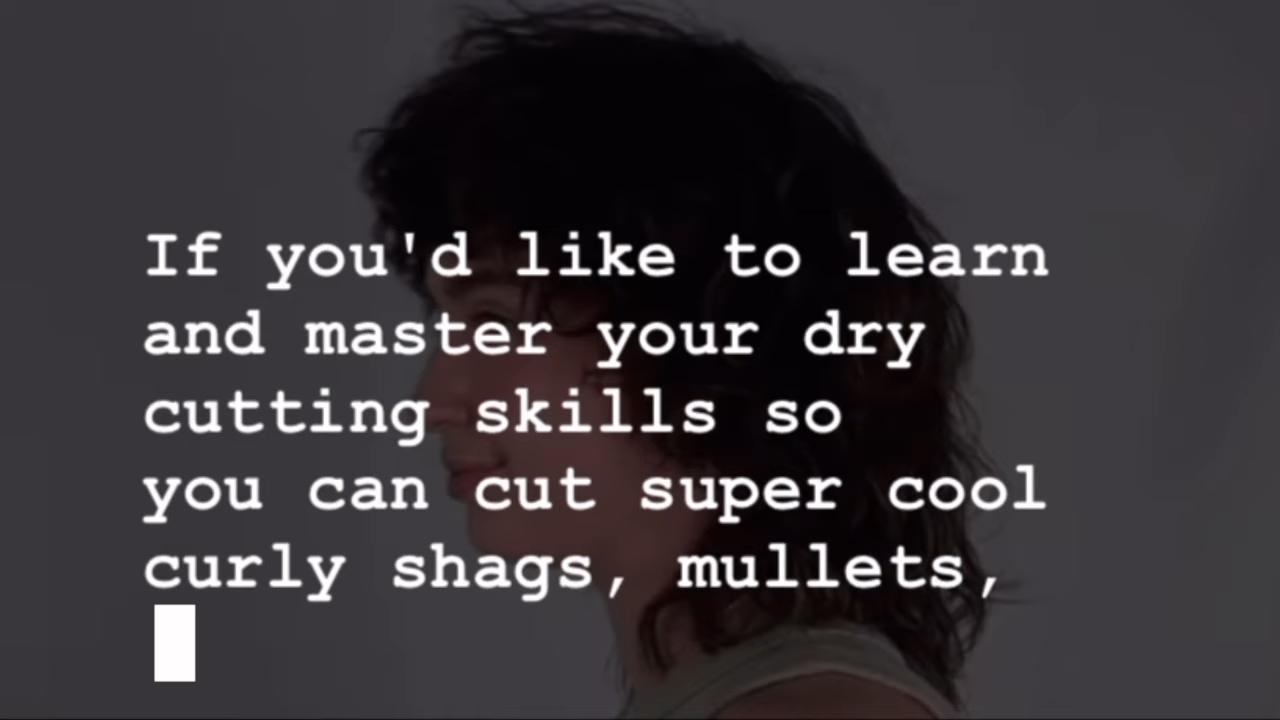 If you'd like to learn
and master your dry
cutting skills so
you can cut super cool
curly shags, mullets,